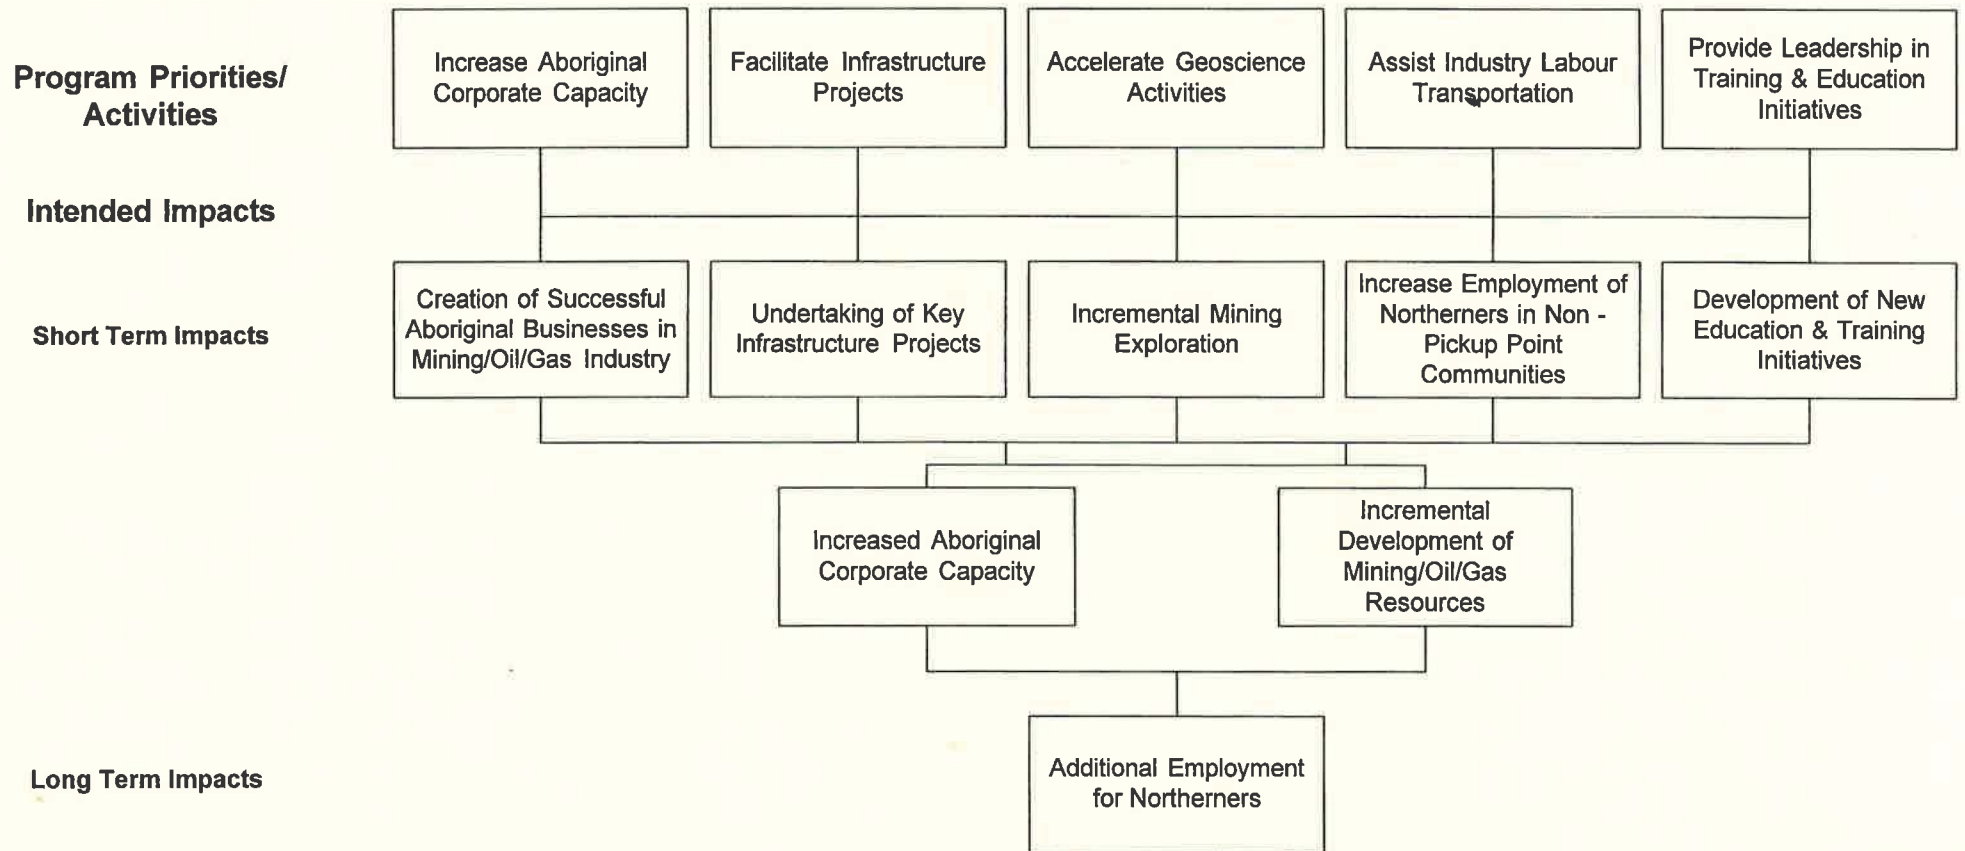 Program Priorities/
Activities
Increase Aboriginal
Corporate Capacity
Facilitate Infrastructure
Projects
Accelerate Geoscience
Activities
Assist Industry Labour
Transportation
Provide Leadership in
Training & Education
Initiatives
Intended Impacts
Short Term Impacts
Creation of Successful
Aboriginal Businesses in
Mining/Oil/Gas Industry
Undertaking of Key
Infrastructure Projects
Incremental Mining
Exploration
Increase Employment of
Northerners in Non -
Pickup Point
Communities
Development of New
Education & Training
Initiatives
Increased Aboriginal
Corporate Capacity
Incremental
Development of
Mining/Oil/Gas
Resources
Long Term Impacts
Additional Employment
for Northerners